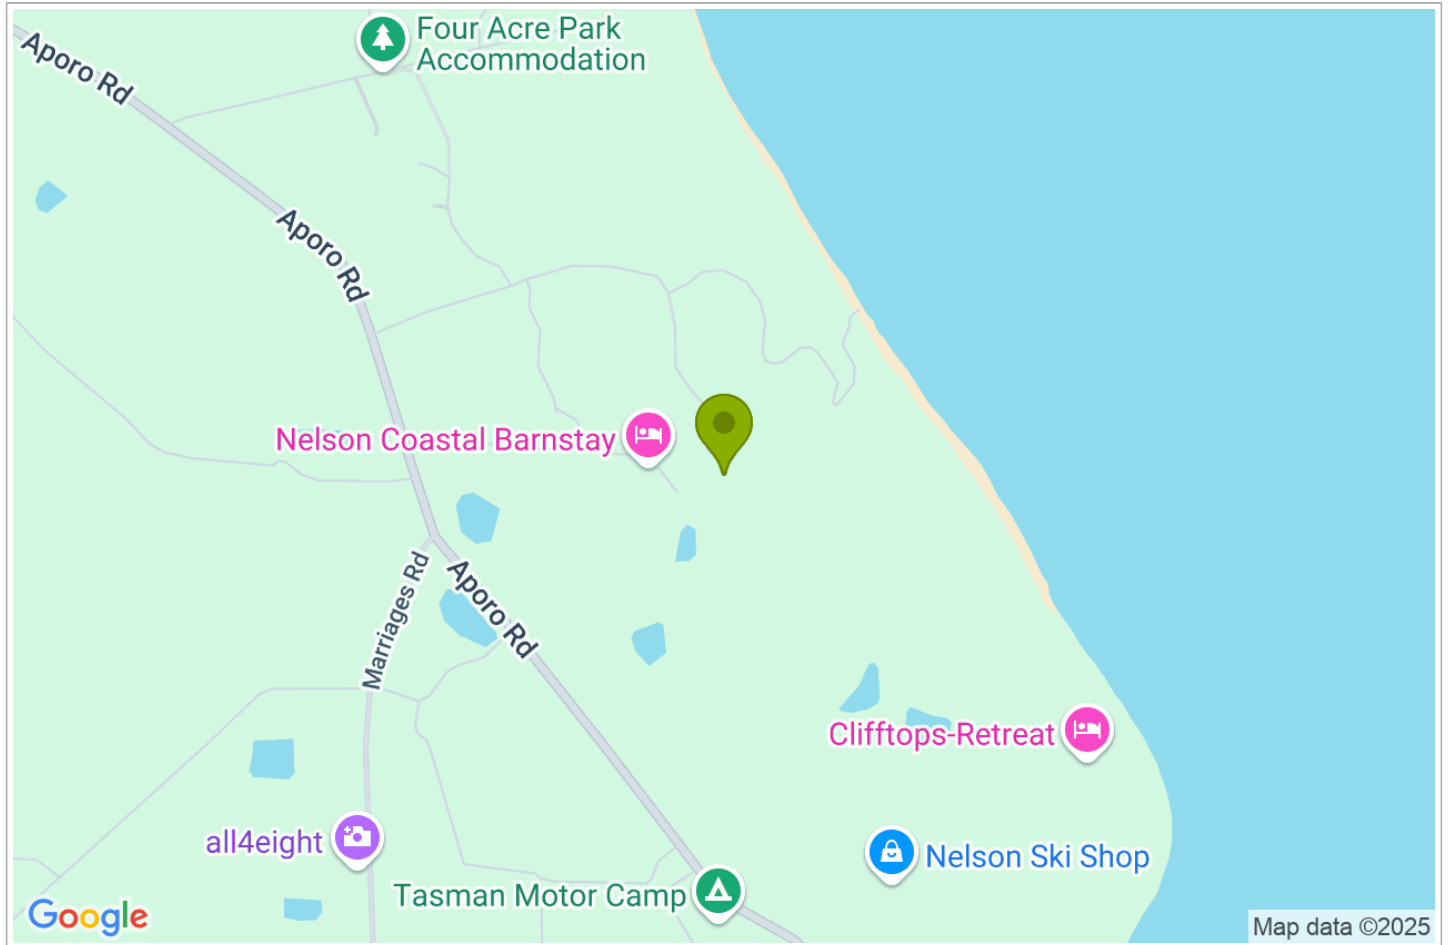 Four Acre Park
Accommodation
Aporo Rd
Aporo Rd
Nelson Coastal Barnstay
Marriages Rd
Aporo Rd
Clifftops-Retreat
all4eight
Nelson Ski Shop
Tasman Motor Camp
Google
Map data ©2025